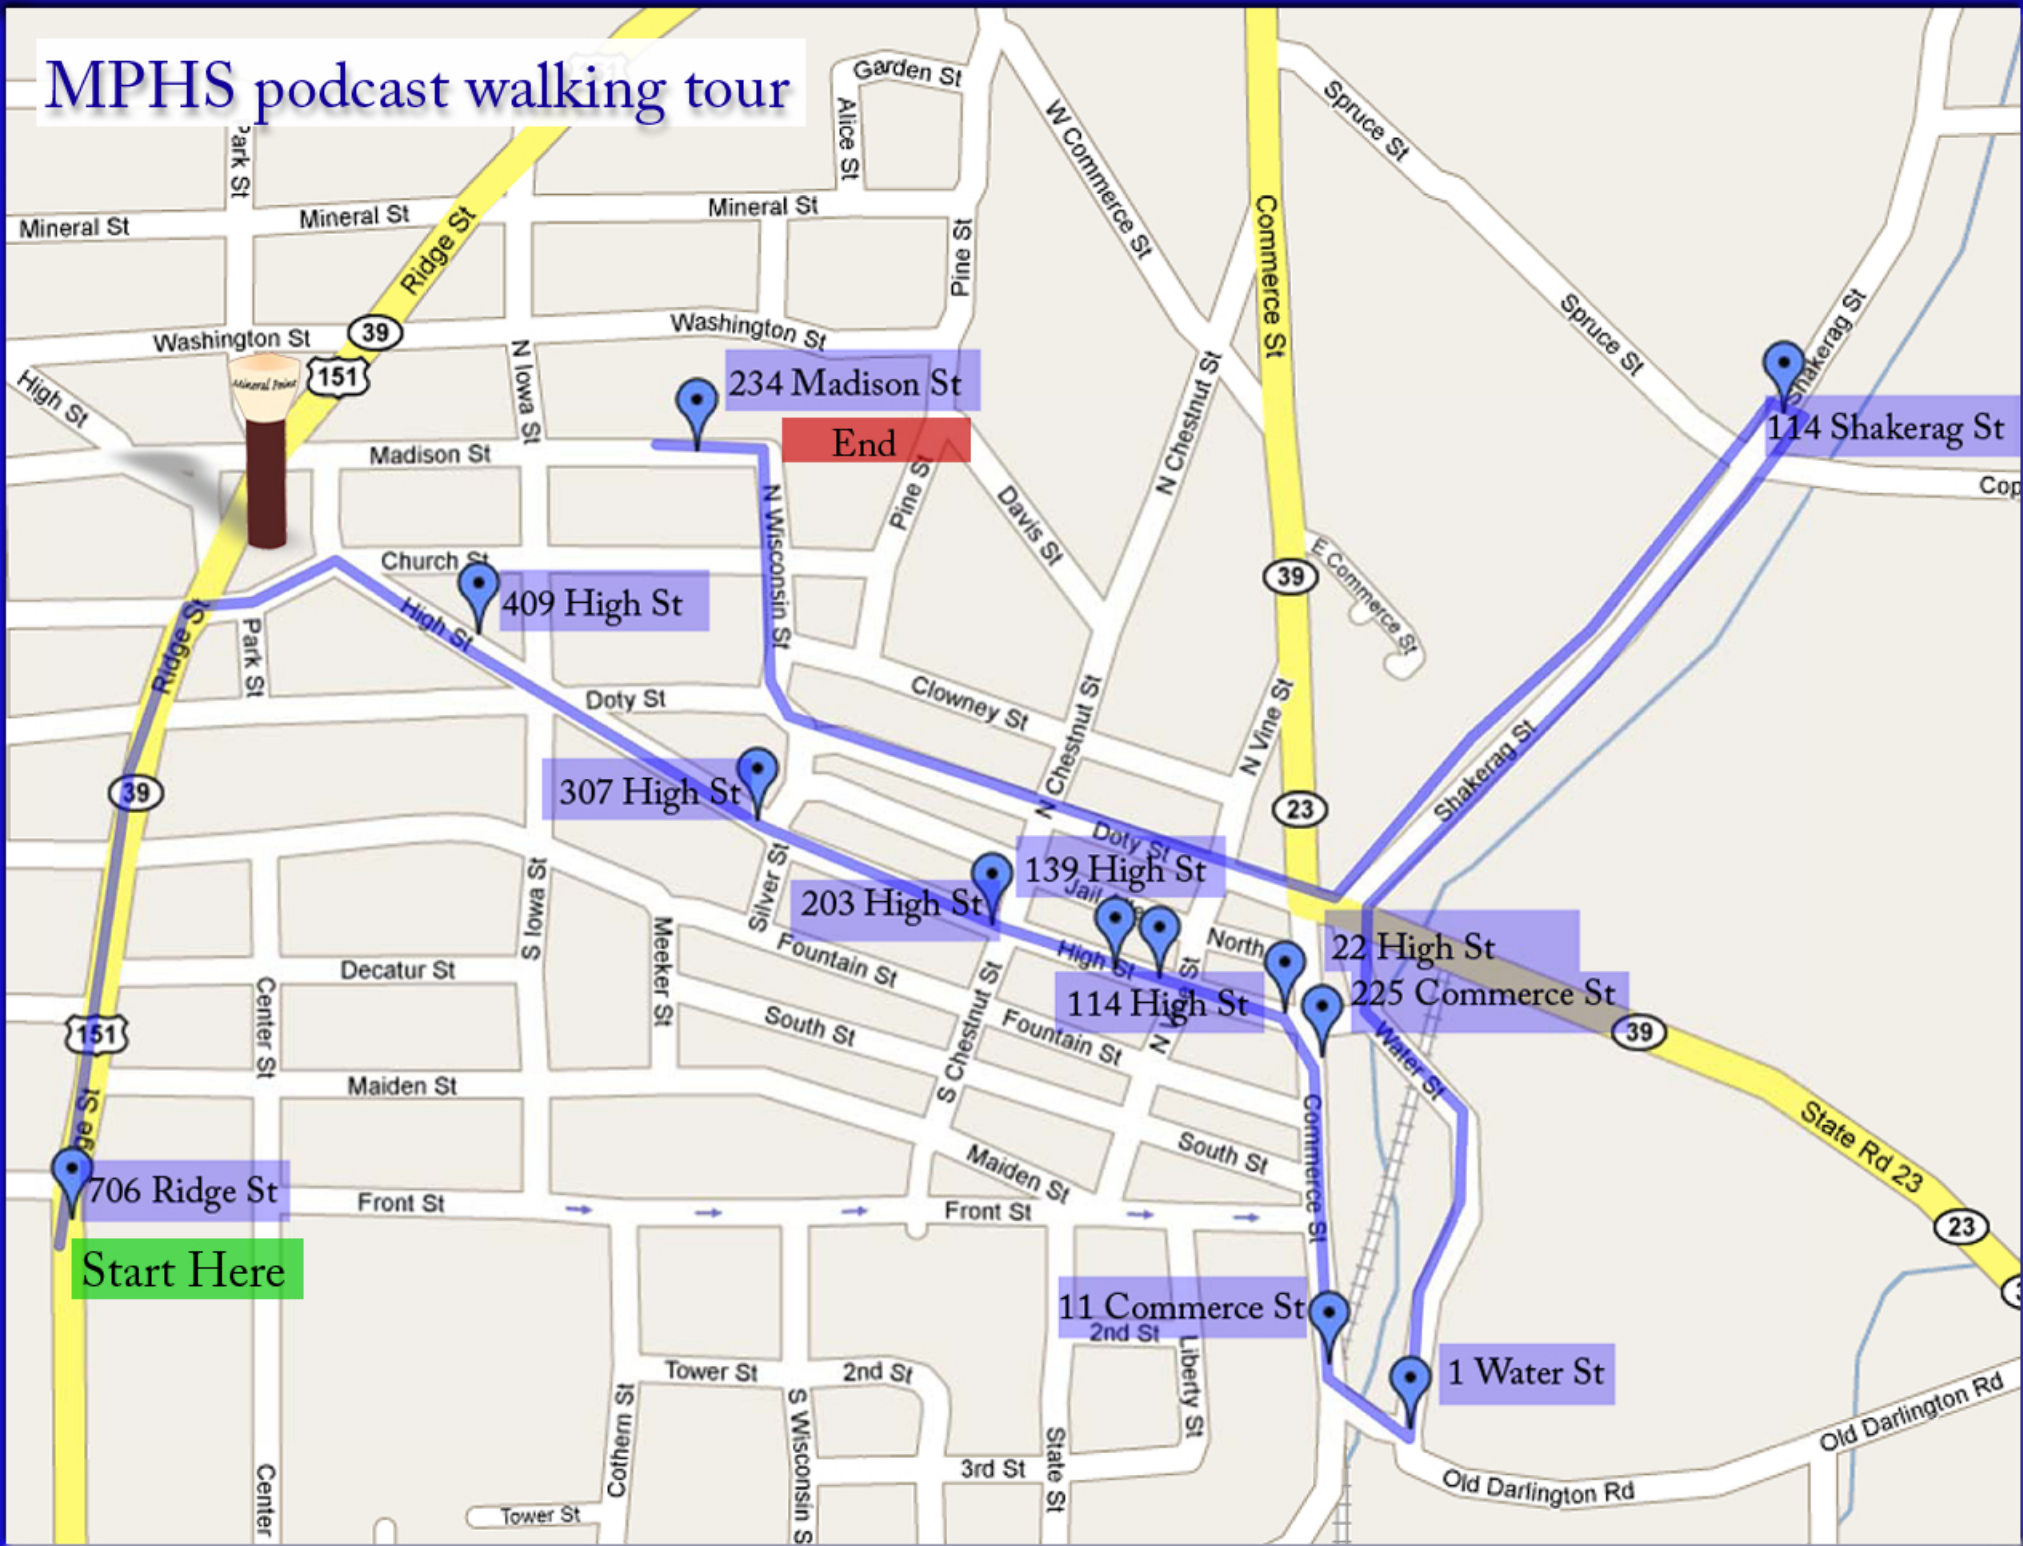 MPHS podcast walking tour
Garden St
Alice St
Park St
Mineral St
Mineral St
Mineral St
Ridge St
Pine St
W Commerce St
Commerce St
Spruce St
Spruce St
Washington St
39
151
Washington St
High St
Mineral Point
N Iowa St
234 Madison St
End
Madison St
N Chestnut St
Shakerag St
114 Shakerag St
Cop
Pine St
Davis St
N Wisconsin St
Church St
409 High St
High St
39
E Commerce St
Ridge St
Park St
Doty St
Clowney St
N Chestnut St
N Vine St
307 High St
39
23
Shakerag St
Doty St
139 High St
Jail
203 High St
Silver St
S Iowa St
Meeker St
Fountain St
High St
North
22 High St
225 Commerce St
114 High St
N Vine St
Decatur St
Center St
151
South St
S Chestnut St
Fountain St
Water St
39
Maiden St
Commerce St
State Rd 23
South St
Maiden St
ge St
706 Ridge St
Front St
Front St
23
Start Here
11 Commerce St
2nd St
Liberty St
1 Water St
Tower St
2nd St
Cothern St
S Wisconsin S
State St
3rd St
Old Darlington Rd
Old Darlington Rd
Center
Tower St